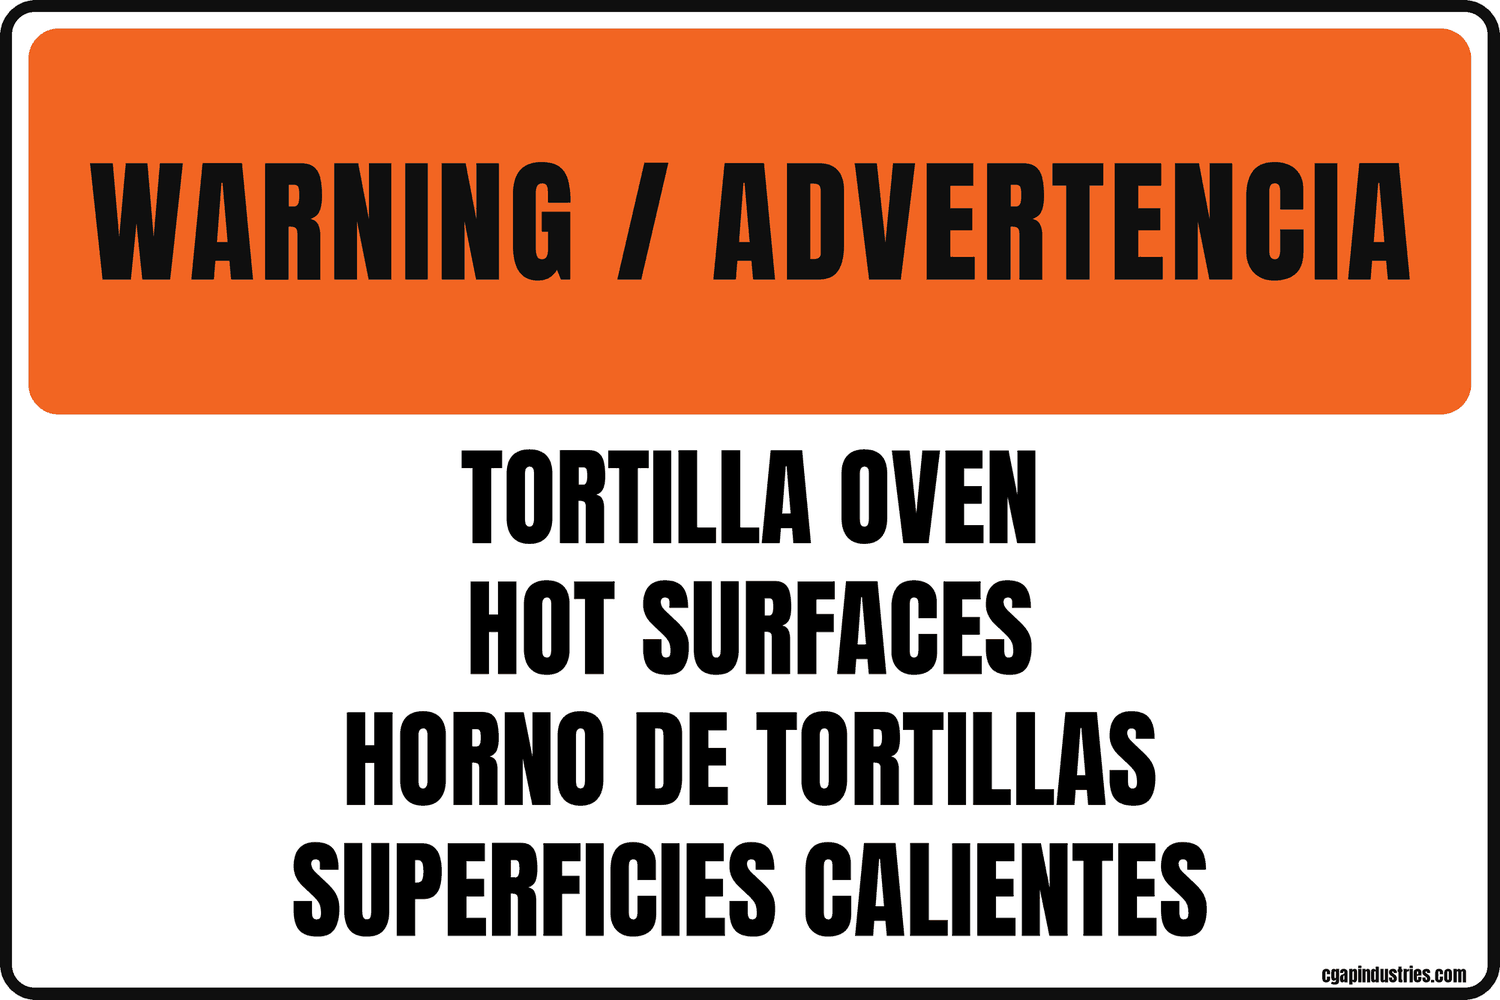 WARNING / ADVERTENCIA
TORTILLA OVEN
HOT SURFACES
HORNO DE TORTILLAS
SUPERFICIES CALIENTES
cgapindustries.com